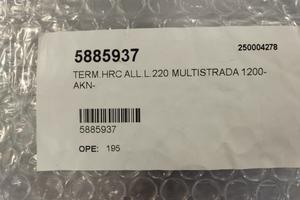 5885937 250004278
TERM.HRC ALL.L.220 MULTISTRADA 1200-
AKN-
5885937
OPE: 195